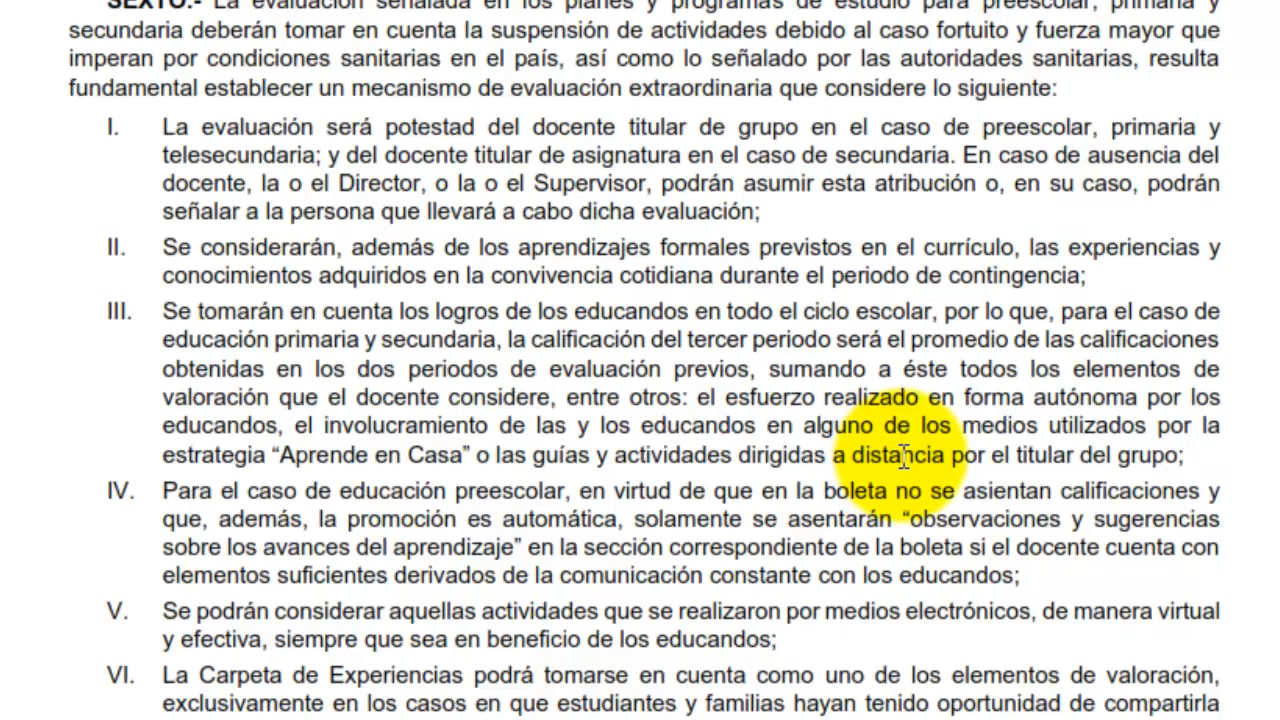 SEXTO.- La evaluación señalada en los planes y programas de estudio para preescolar, primaria y
secundaria deberán tomar en cuenta la suspensión de actividades debido al caso fortuito y fuerza mayor que
imperan por condiciones sanitarias en el país, así como lo señalado por las autoridades sanitarias, resulta
fundamental establecer un mecanismo de evaluación extraordinaria que considere lo siguiente:
I. La evaluación será potestad del docente titular de grupo en el caso de preescolar, primaria y
telesecundaria; y del docente titular de asignatura en el caso de secundaria. En caso de ausencia del
docente, la o el Director, o la o el Supervisor, podrán asumir esta atribución o, en su caso, podrán
señalar a la persona que llevará a cabo dicha evaluación;
II. Se considerarán, además de los aprendizajes formales previstos en el currículo, las experiencias y
conocimientos adquiridos en la convivencia cotidiana durante el periodo de contingencia;
III. Se tomarán en cuenta los logros de los educandos en todo el ciclo escolar, por lo que, para el caso de
educación primaria y secundaria, la calificación del tercer periodo será el promedio de las calificaciones
obtenidas en los dos periodos de evaluación previos, sumando a éste todos los elementos de
valoración que el docente considere, entre otros: el esfuerzo realizado en forma autónoma por los
educandos, el involucramiento de las y los educandos en alguno de los medios utilizados por la
estrategia “Aprende en Casa” o las guías y actividades dirigidas a distancia por el titular del grupo;
IV. Para el caso de educación preescolar, en virtud de que en la boleta no se asientan calificaciones y
que, además, la promoción es automática, solamente se asentarán “observaciones y sugerencias
sobre los avances del aprendizaje” en la sección correspondiente de la boleta si el docente cuenta con
elementos suficientes derivados de la comunicación constante con los educandos;
V. Se podrán considerar aquellas actividades que se realizaron por medios electrónicos, de manera virtual
y efectiva, siempre que sea en beneficio de los educandos;
VI. La Carpeta de Experiencias podrá tomarse en cuenta como uno de los elementos de valoración,
exclusivamente en los casos en que estudiantes y familias hayan tenido oportunidad de compartirla